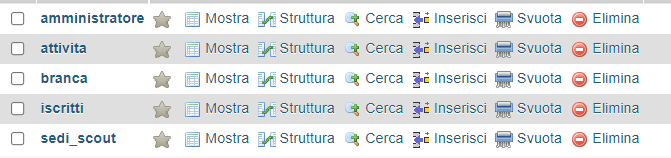 amministratore Mostra Struttura Cerca Inserisci Svuota Elimina
attivita Mostra Struttura Cerca Inserisci Svuota Elimina
branca Mostra Struttura Cerca Inserisci Svuota Elimina
iscritti Mostra Struttura Cerca Inserisci Svuota Elimina
sedi_scout Mostra Struttura Cerca Inserisci Svuota Elimina